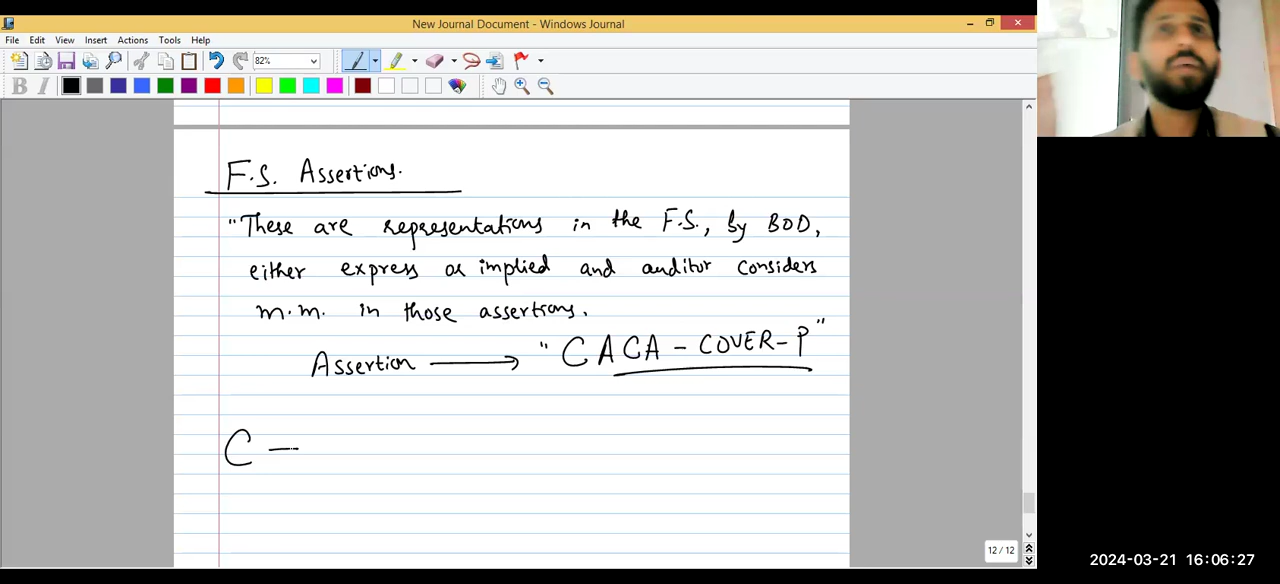 New Journal Document - Windows Journal
File Edit View Insert Actions Tools Help
82%
B I
F.S. Assertions.
"These are representations in the F.S., by BOD,
either express or implied and auditor considers
m.m. in those assertions.
Assertion → "CACA - COVER-P"
C —
12 / 12
2024-03-21 16:06:27